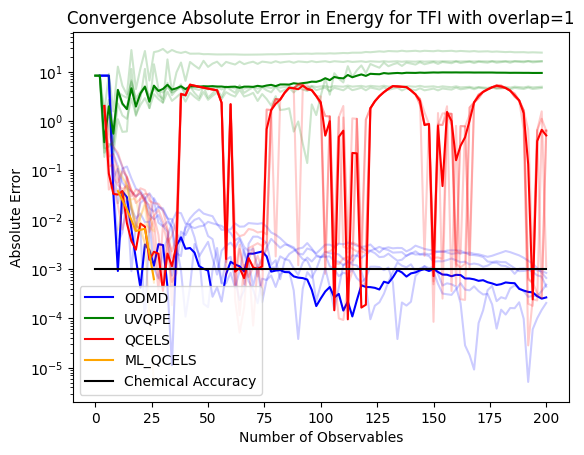 Convergence Absolute Error in Energy for TFI with overlap=1
Absolute Error
10¹
10⁰
10⁻¹
10⁻²
10⁻³
10⁻⁴
10⁻⁵
ODMD
UVQPE
QCELS
ML_QCELS
Chemical Accuracy
0 25 50 75 100 125 150 175 200
Number of Observables